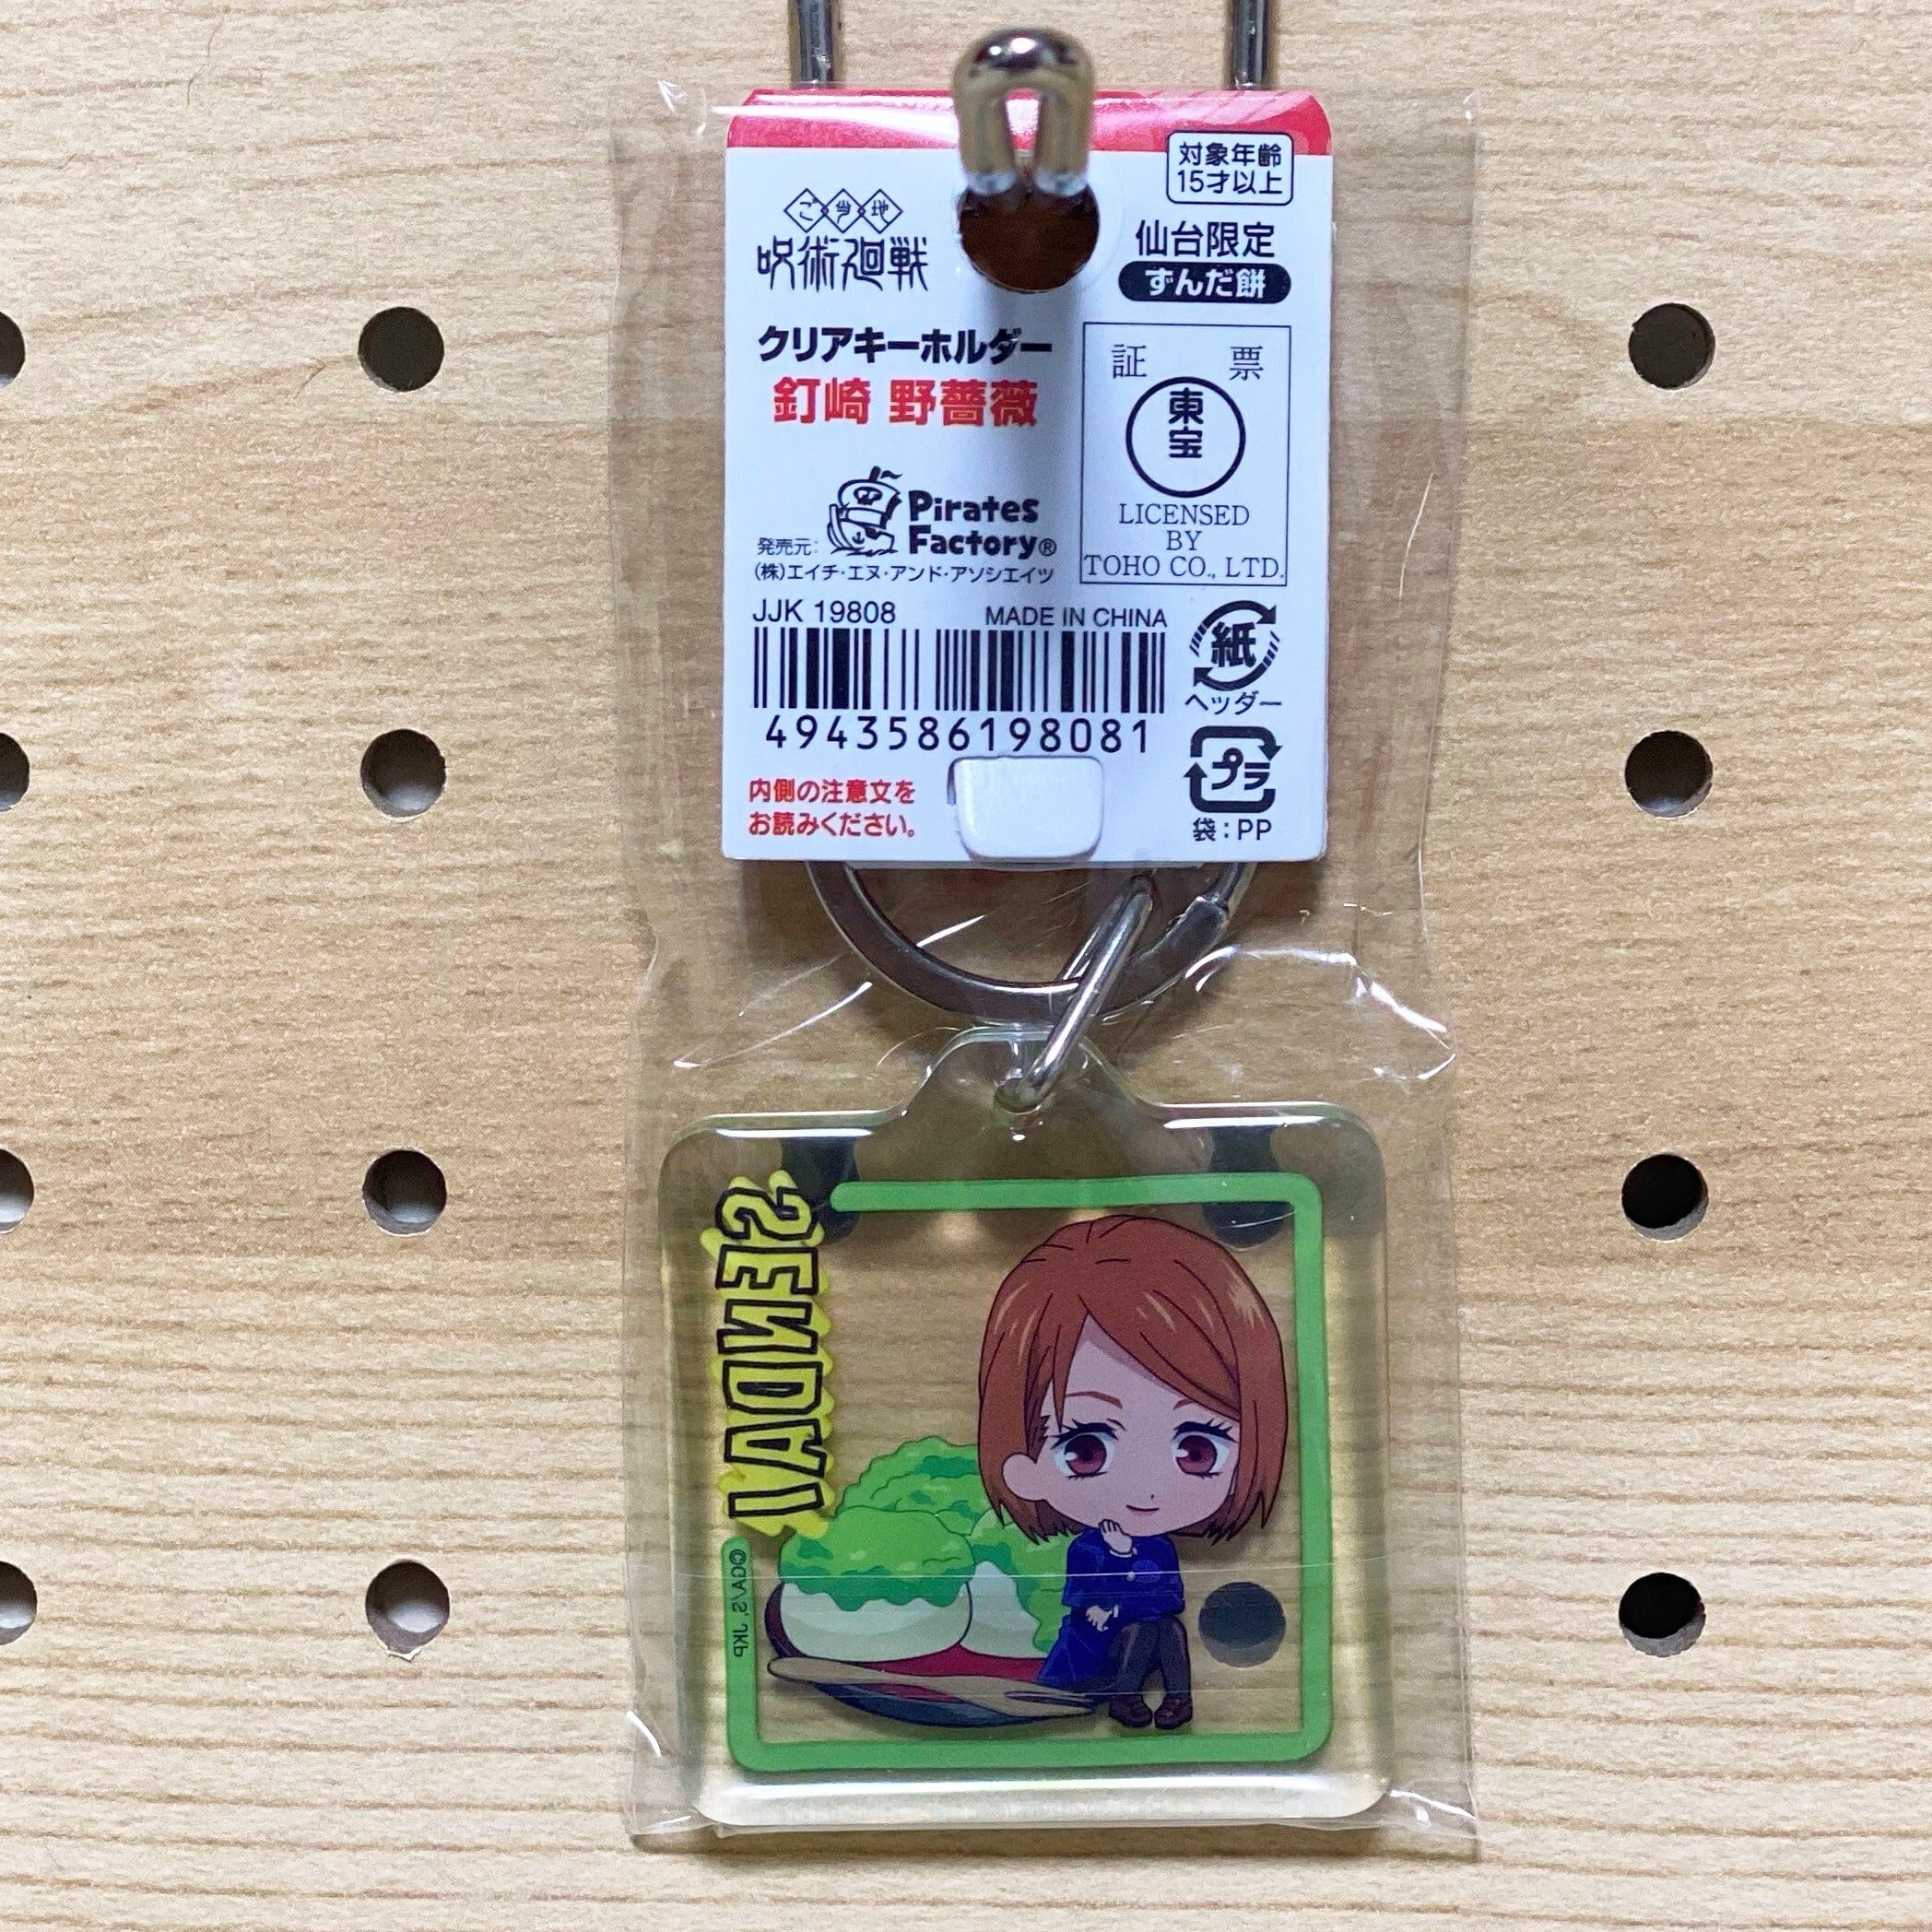 対象年齢
15才以上
ご当地
呪術廻戦
仙台限定
ずんだ餅
クリアキーホルダー
釘崎 野薔薇
証 票
東宝
LICENSED
BY
TOHO CO., LTD.
Pirates
Factory®
発売元:
(株)エイチ・エヌ・アンド・アソシエイツ
JJK 19808
MADE IN CHINA
4943586198081
紙
ヘッダー
プラ
袋:PP
内側の注意文を
お読みください。
SENDAI
©GA/S, JKP